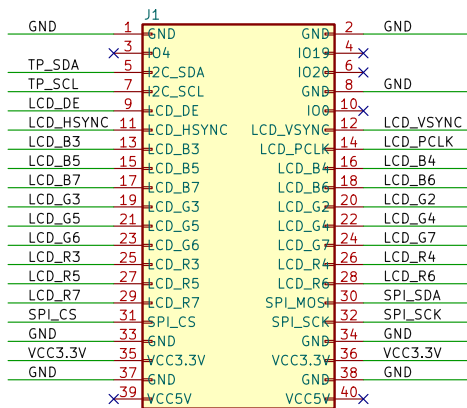 J1
GND 1 GND GND 2 GND
3 IO4 IO19 4
TP_SDA 5 2C_SDA IO20 6
TP_SCL 7 2C_SCL GND 8 GND
LCD_DE 9 LCD_DE IO0 10
LCD_HSYNC 11 LCD_HSYNC LCD_VSYNC 12 LCD_VSYNC
LCD_B3 13 LCD_B3 LCD_PCLK 14 LCD_PCLK
LCD_B5 15 LCD_B5 LCD_B4 16 LCD_B4
LCD_B7 17 LCD_B7 LCD_B6 18 LCD_B6
LCD_G3 19 LCD_G3 LCD_G2 20 LCD_G2
LCD_G5 21 LCD_G5 LCD_G4 22 LCD_G4
LCD_G6 23 LCD_G6 LCD_G7 24 LCD_G7
LCD_R3 25 LCD_R3 LCD_R4 26 LCD_R4
LCD_R5 27 LCD_R5 LCD_R6 28 LCD_R6
LCD_R7 29 LCD_R7 SPI_MOSI 30 SPI_SDA
SPI_CS 31 SPI_CS SPI_SCK 32 SPI_SCK
GND 33 GND GND 34 GND
VCC3.3V 35 VCC3.3V VCC3.3V 36 VCC3.3V
GND 37 GND GND 38 GND
39 VCC5V VCC5V 40